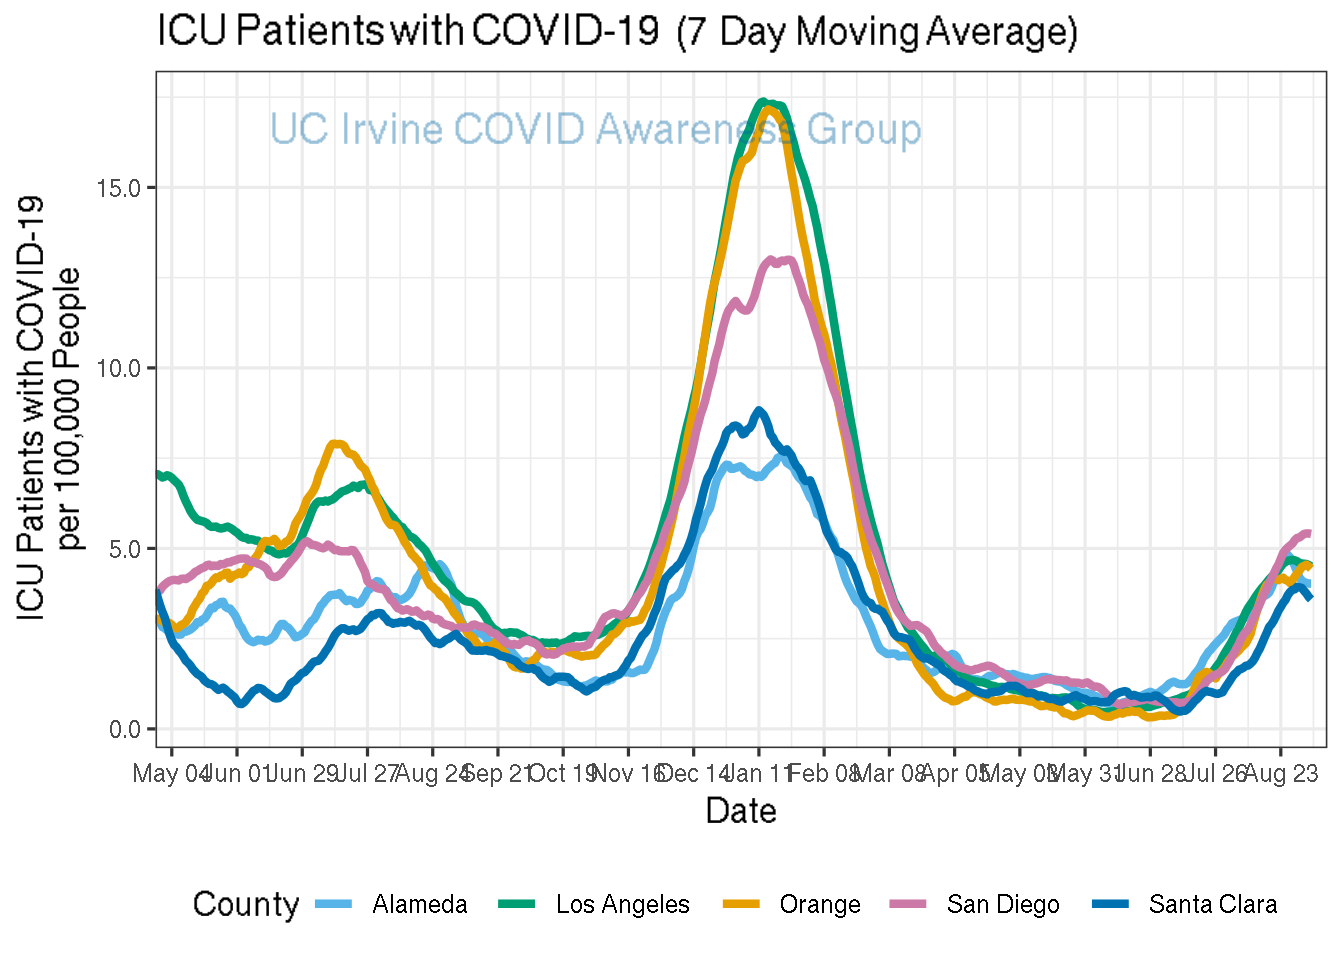 ICU Patients with COVID-19 (7 Day Moving Average)
UC Irvine COVID Awareness Group
ICU Patients with COVID-19
per 100,000 People
15.0
10.0
5.0
0.0
May 04 Jun 01 Jun 29 Jul 27 Aug 24 Sep 21 Oct 19 Nov 16 Dec 14 Jan 11 Feb 08 Mar 08 Apr 05 May 03 May 31 Jun 28 Jul 26 Aug 23
Date
County Alameda Los Angeles Orange San Diego Santa Clara